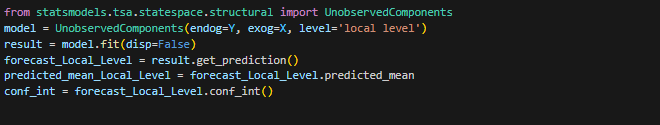 from statsmodels.tsa.statespace.structural import UnobservedComponents
model = UnobservedComponents(endog=Y, exog=X, level='local level')
result = model.fit(disp=False)
forecast_Local_Level = result.get_prediction()
predicted_mean_Local_Level = forecast_Local_Level.predicted_mean
conf_int = forecast_Local_Level.conf_int()